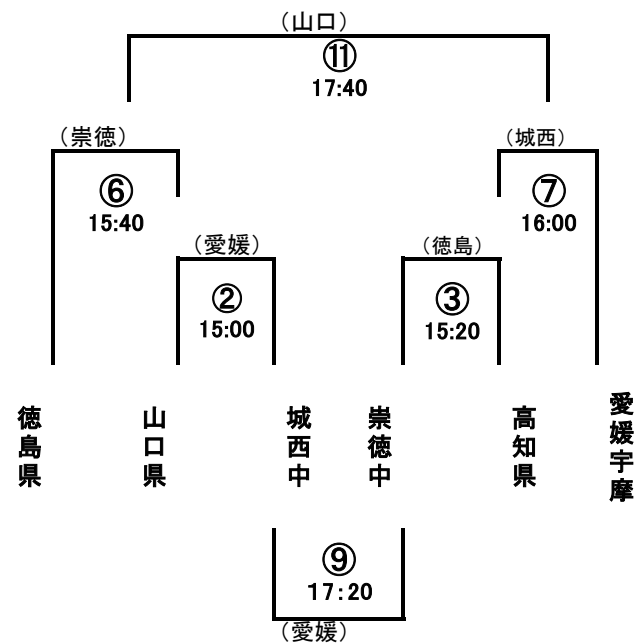 （山口）
⑪
17:40
（崇徳）
（城西）
⑥
15:40
⑦
16:00
（愛媛）
（徳島）
②
15:00
③
15:20
徳島県
山口県
城西中
崇徳中
高知県
愛媛宇摩
⑨
17:20
（愛媛）